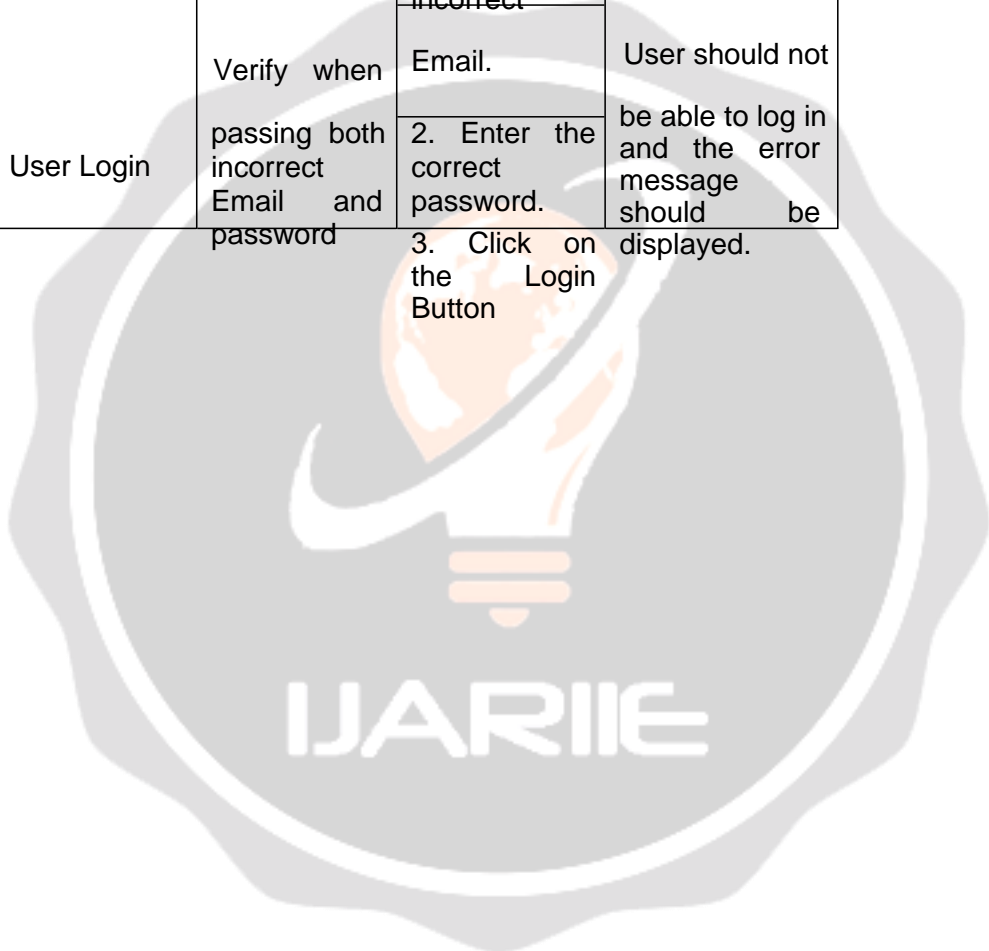 incorrect
Email.
2. Enter the
correct
password.
3. Click on
the Login
Button
User Login
Verify when
passing both
incorrect
Email and
password
User should not
be able to log in
and the error
message
should be
displayed.
IJARIIE